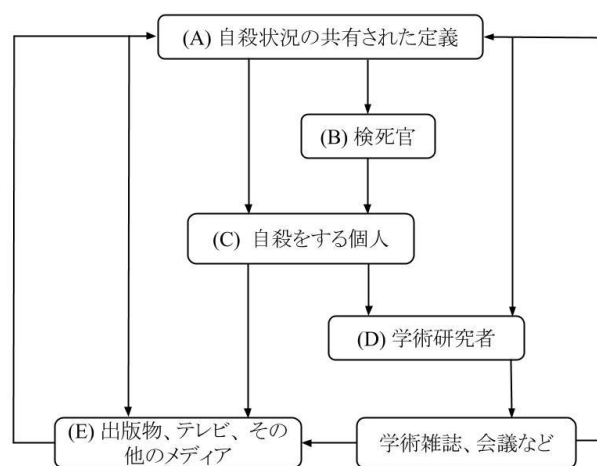 (A) 自殺状況の共有された定義
(B) 検死官
(C) 自殺をする個人
(D) 学術研究者
(E) 出版物、テレビ、その
他のメディア
学術雑誌、会議など